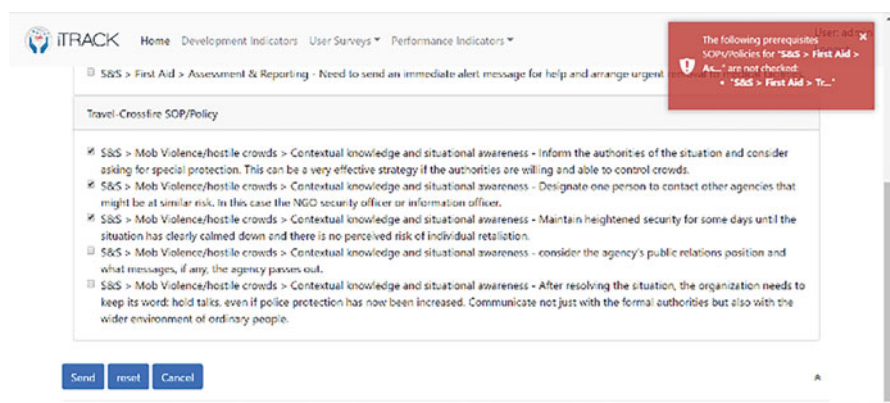 iTRACK Home Development Indicators User Surveys Performance Indicators
User: ad
The following prerequisites
SOPs/Policies for "S&S > First Aid >
As..." are not checked:
• "S&S > First Aid > Tr..."
S&S > First Aid > Assessment & Reporting - Need to send an immediate alert message for help and arrange urgent
Travel-Crossfire SOP/Policy
S&S > Mob Violence/hostile crowds > Contextual knowledge and situational awareness - Inform the authorities of the situation and consider
asking for special protection. This can be a very effective strategy if the authorities are willing and able to control crowds.
S&S > Mob Violence/hostile crowds > Contextual knowledge and situational awareness - Designate one person to contact other agencies that
might be at similar risk. In this case the NGO security officer or information officer.
S&S > Mob Violence/hostile crowds > Contextual knowledge and situational awareness - Maintain heightened security for some days until the
situation has clearly calmed down and there is no perceived risk of individual retaliation.
S&S > Mob Violence/hostile crowds > Contextual knowledge and situational awareness - consider the agency's public relations position and
what messages, if any, the agency passes out.
S&S > Mob Violence/hostile crowds > Contextual knowledge and situational awareness - After resolving the situation, the organization needs to
keep its word: hold talks, even if police protection has now been increased. Communicate not just with the formal authorities but also with the
wider environment of ordinary people.
Send reset Cancel